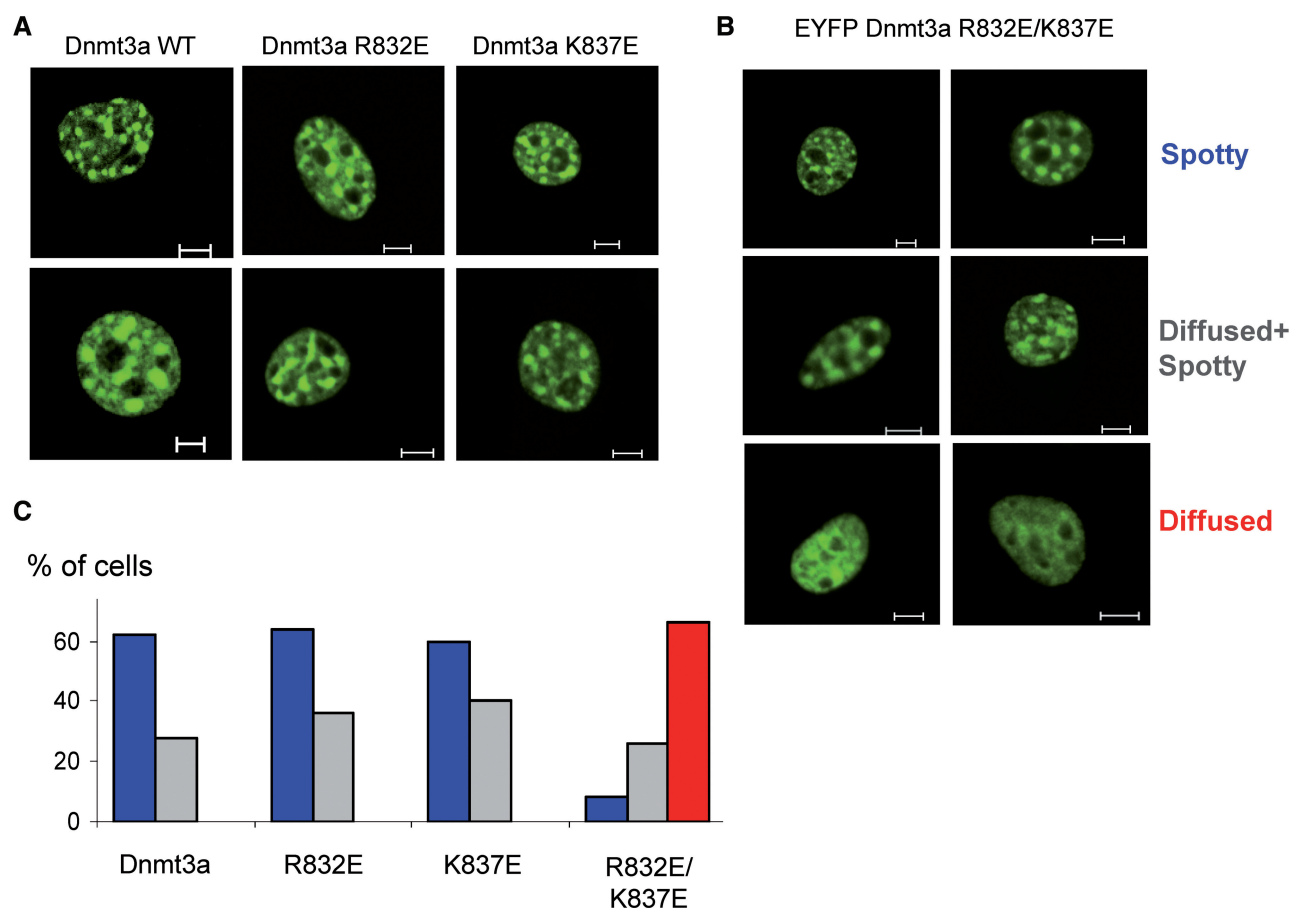 A
Dnmt3a WT
Dnmt3a R832E
Dnmt3a K837E
B
EYFP Dnmt3a R832E/K837E
Spotty
Diffused+
Spotty
Diffused
C
% of cells
60
40
20
0
Dnmt3a
R832E
K837E
R832E/
K837E